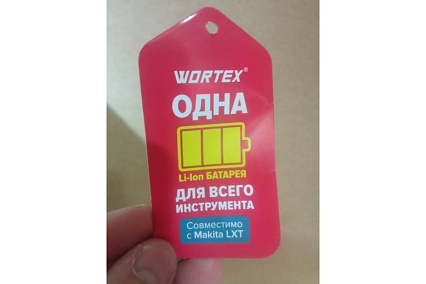 WORTEX®
ОДНА
Li-Ion БАТАРЕЯ
ДЛЯ ВСЕГО
ИНСТРУМЕНТА
Совместимо
с Makita LXT